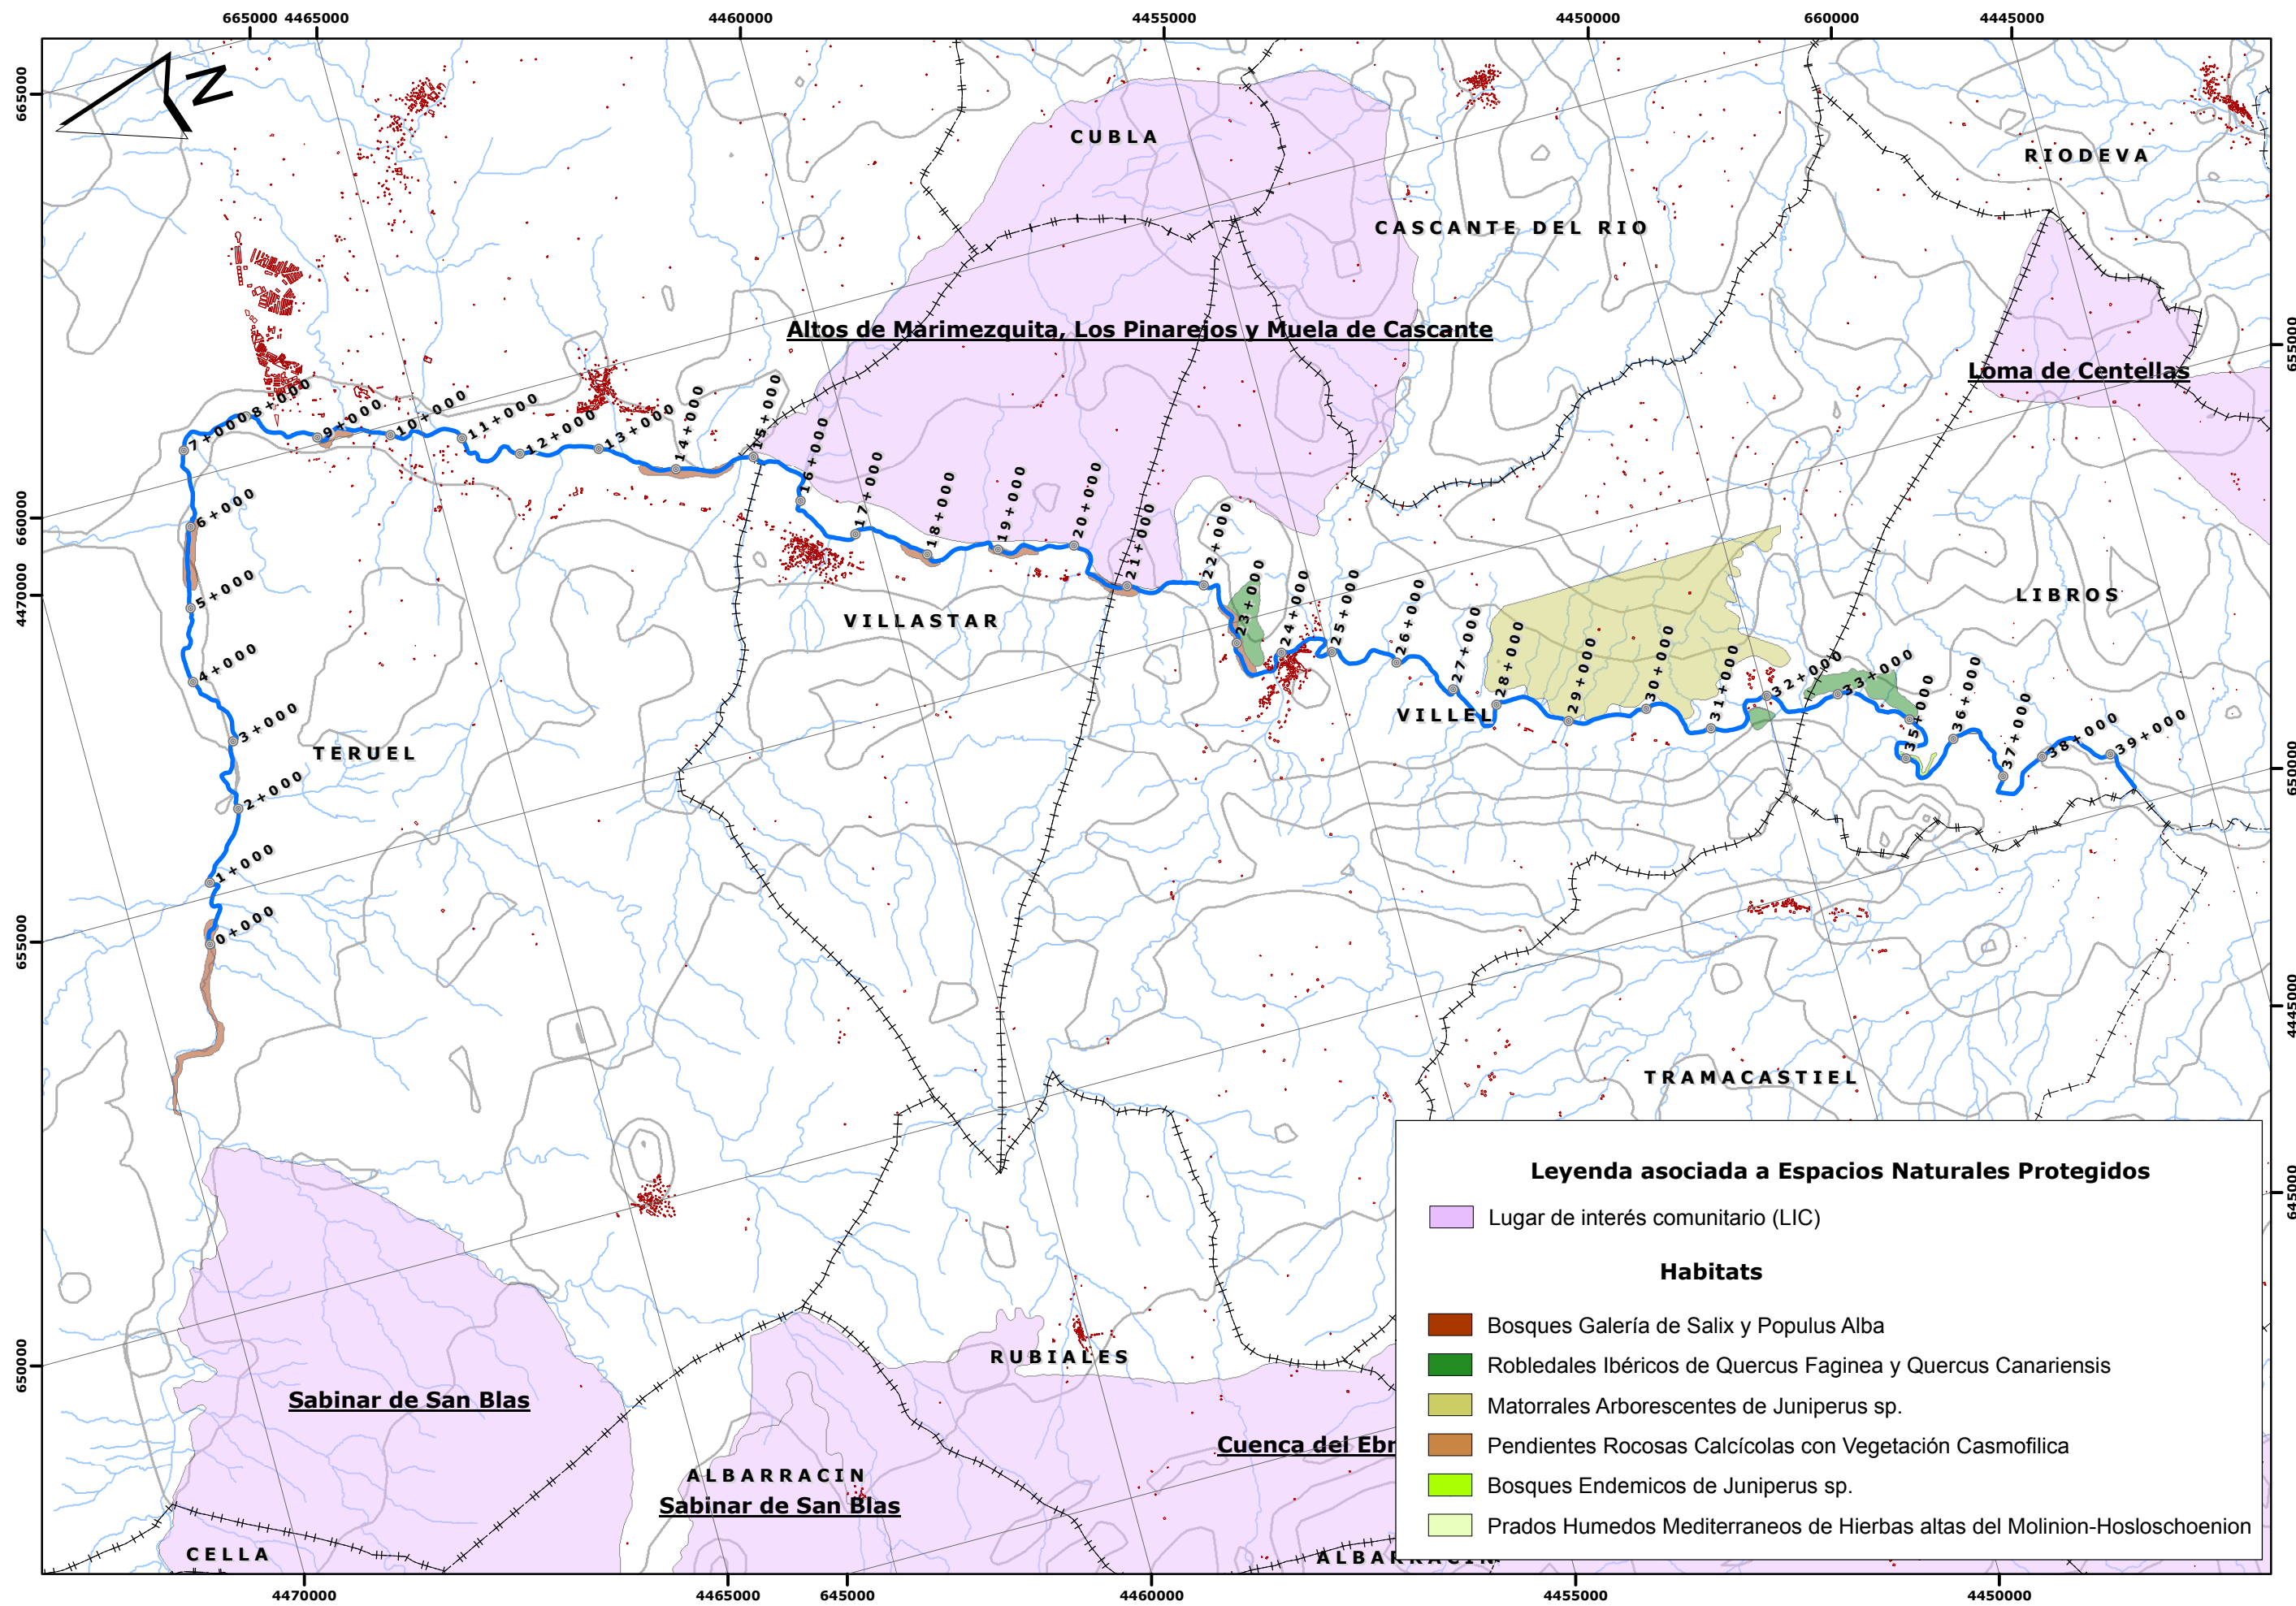 665000 4465000 4460000 4455000 4450000 660000 4445000
665000
N
CUBLA
RIODEVA
CASCANTE DEL RIO
Altos de Marimezquita, Los Pinarejos y Muela de Cascante
655000
Loma de Centellas
7+000 8+000 9+000 10+000 11+000 12+000 13+000 14+000 15+000
16+000 17+000 18+000 19+000 20+000 21+000 22+000
660000
6+000
4470000
5+000
23+000 24+000 25+000 26+000 27+000 28+000 29+000 30+000 31+000 32+000 33+000
LIBROS
VILLASTAR
4+000
VILLEL
35+000 36+000 37+000 38+000 39+000
3+000
TERUEL
650000
2+000
1+000
0+000
655000
4445000
TRAMACASTIEL
Leyenda asociada a Espacios Naturales Protegidos
645000
Lugar de interés comunitario (LIC)
Habitats
Bosques Galería de Salix y Populus Alba
Robledales Ibéricos de Quercus Faginea y Quercus Canariensis
Matorrales Arborescentes de Juniperus sp.
Pendientes Rocosas Calcícolas con Vegetación Casmofilica
Bosques Endemicos de Juniperus sp.
Prados Humedos Mediterraneos de Hierbas altas del Molinion-Hosloschoenion
RUBIALES
650000
Sabinar de San Blas
Cuenca del Ebr
ALBARRACIN
Sabinar de San Blas
CELLA
ALBARRACIN
4470000 4465000 645000 4460000 4455000 4450000